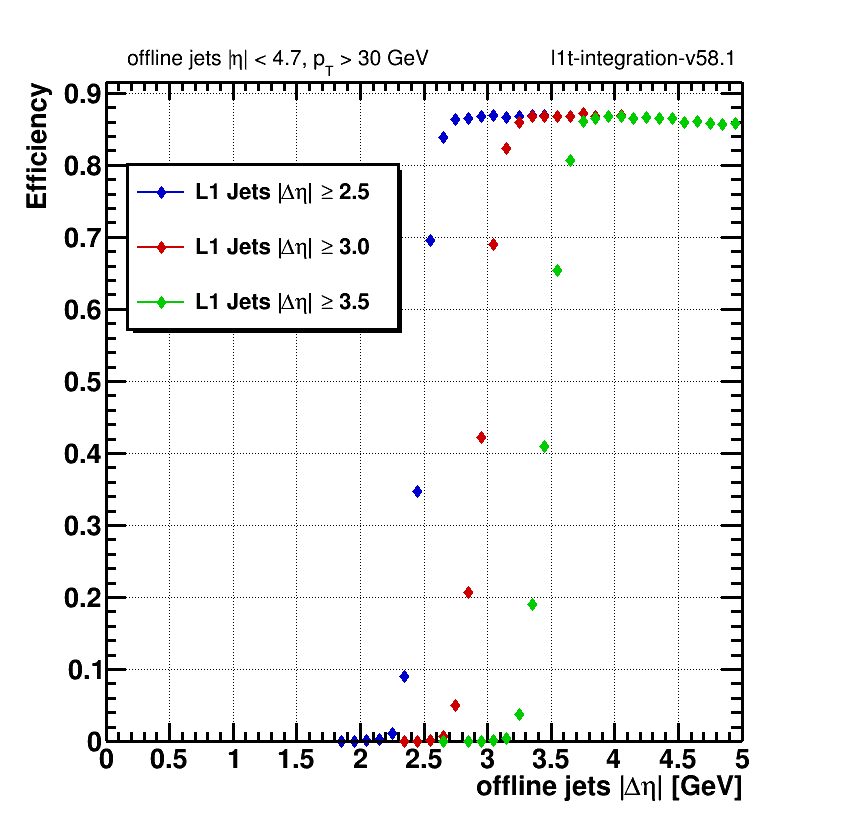 offline jets |η| < 4.7, p_T > 30 GeV
l1t-integration-v58.1
Efficiency
0.9
0.8
0.7
0.6
0.5
0.4
0.3
0.2
0.1
0
L1 Jets |Δη| ≥ 2.5
L1 Jets |Δη| ≥ 3.0
L1 Jets |Δη| ≥ 3.5
0 0.5 1 1.5 2 2.5 3 3.5 4 4.5 5
offline jets |Δη| [GeV]